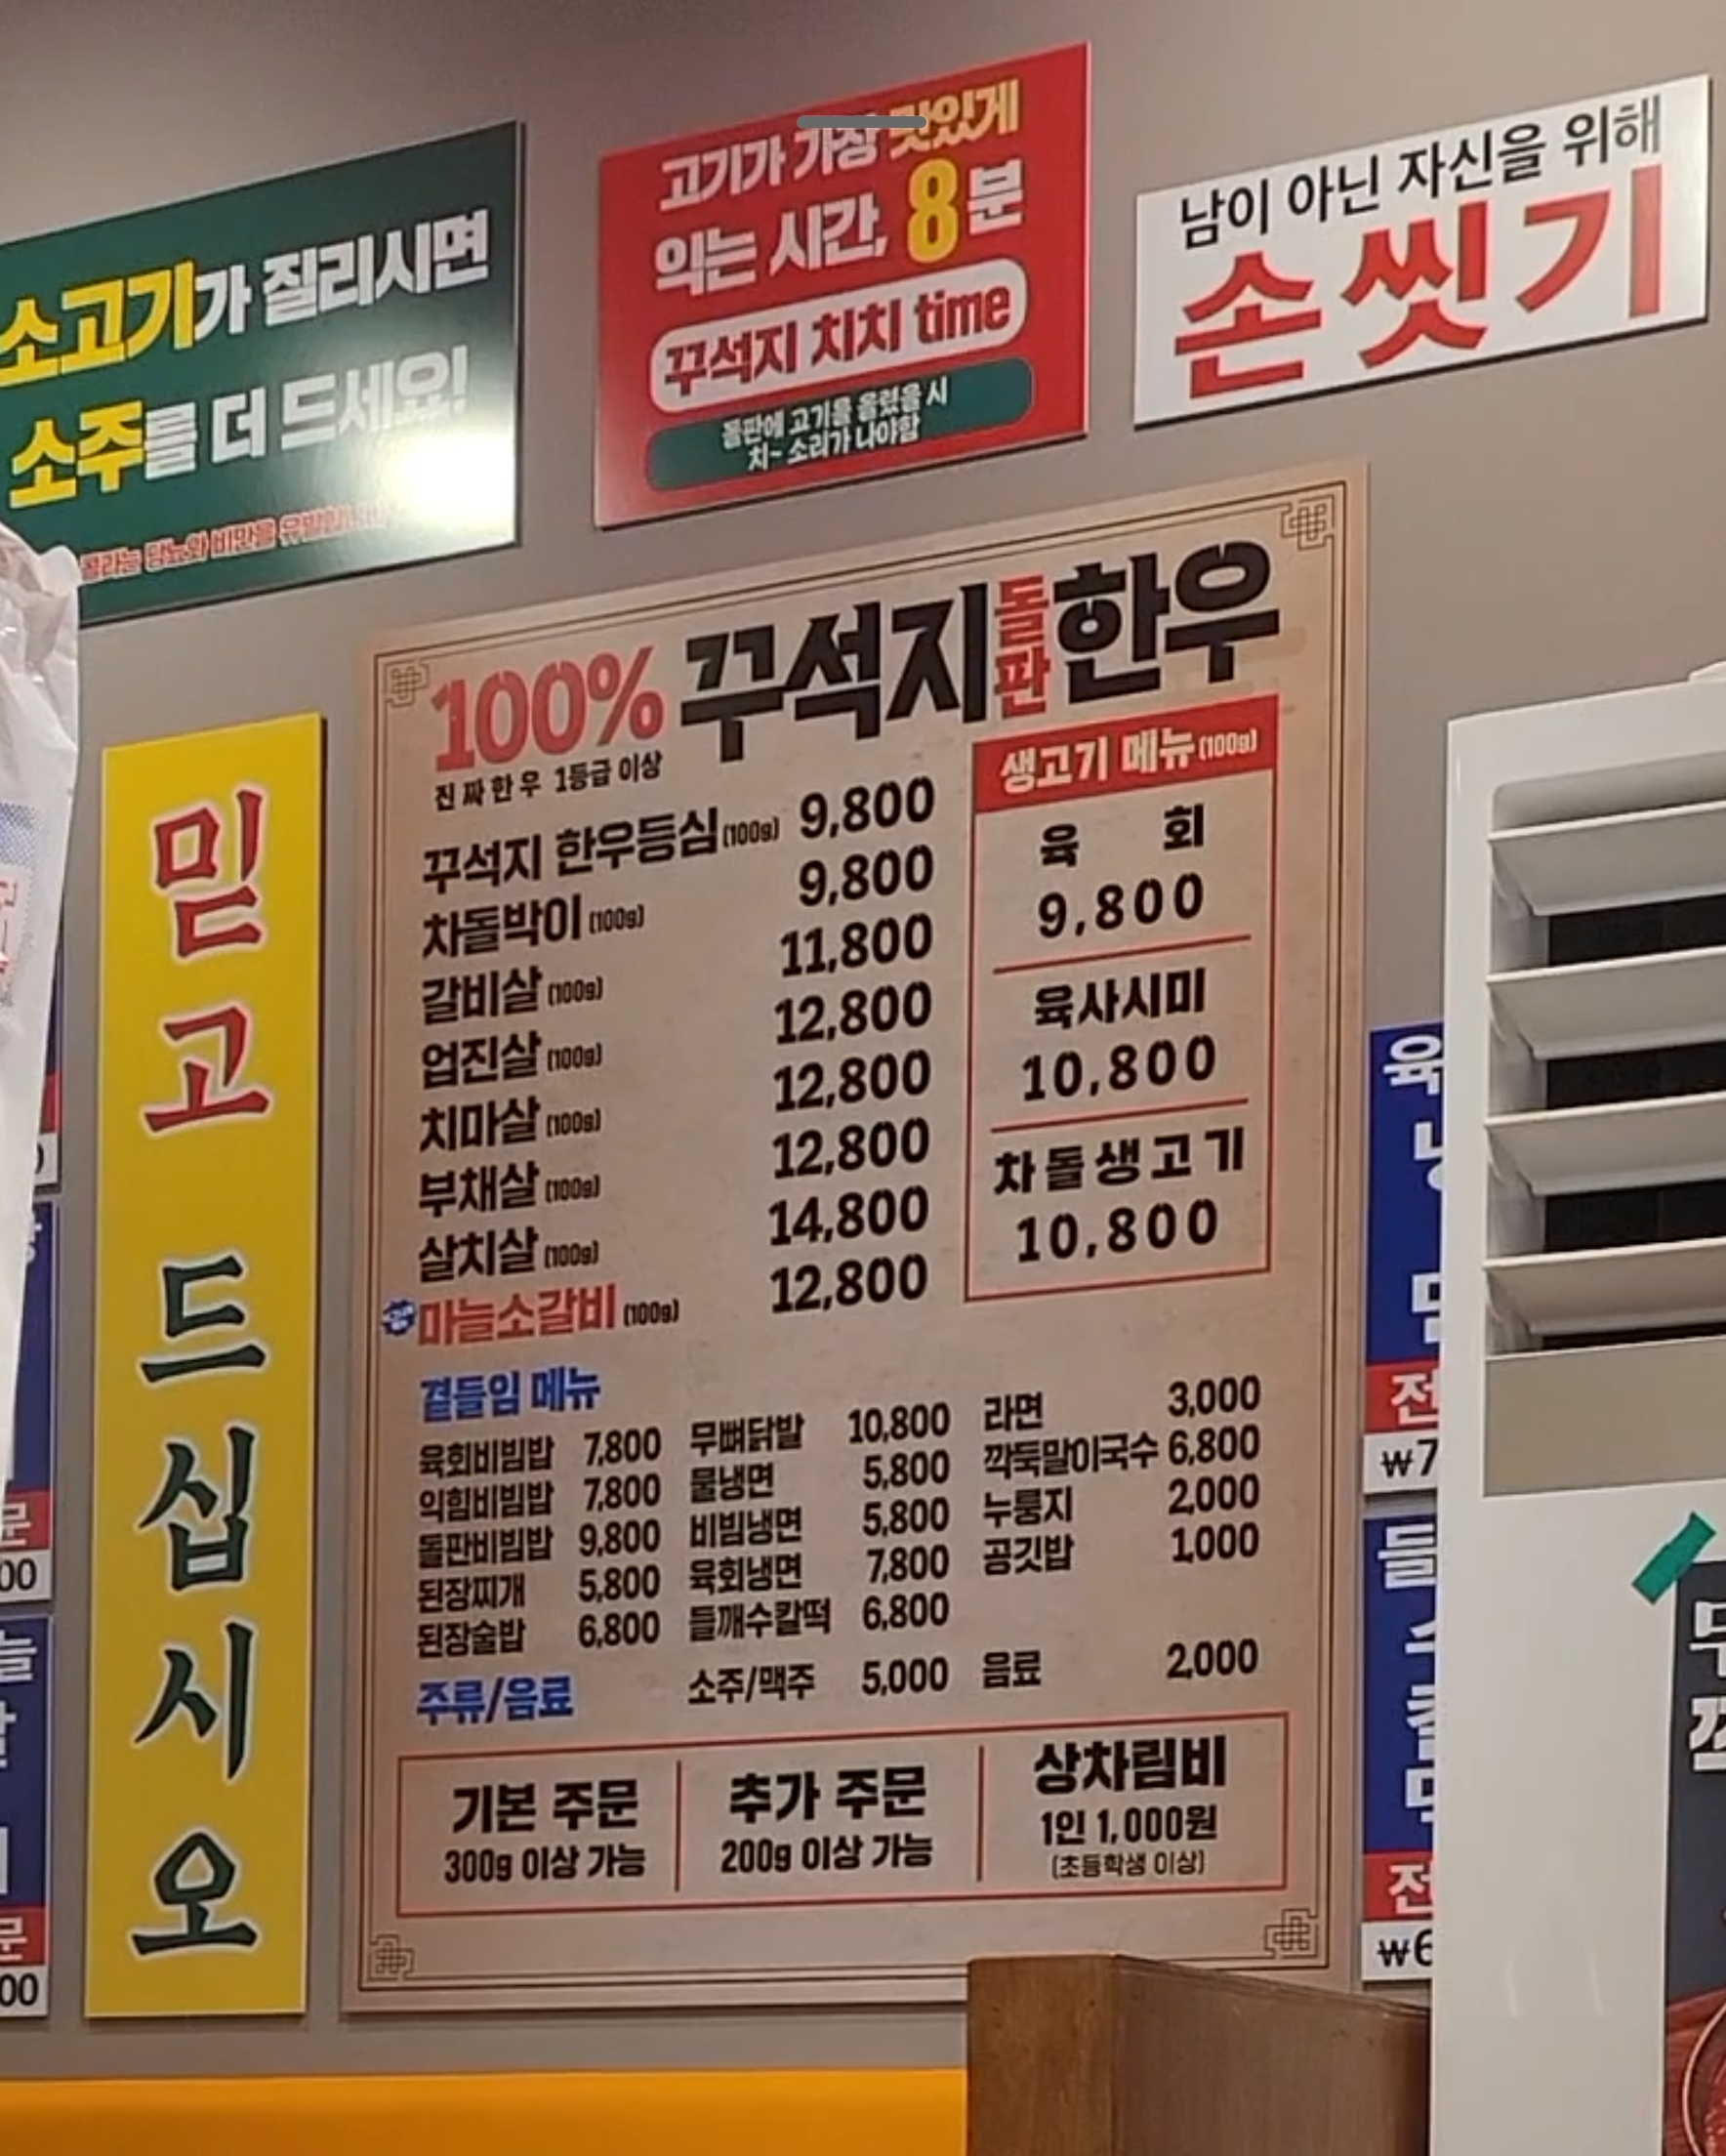 소고기가 질리시면
소주를 더 드세요!
콜라는 당뇨와 비만을 유발합니다
고기가 가장 맛있게
익는 시간, 8분
꾸석지 치치 time
돌판에 고기를 올렸을 시
치~ 소리가 나야함
남이 아닌 자신을 위해
손씻기
믿고 드십시오
100% 꾸석지 돌판 한우
진짜한우 1등급 이상
꾸석지 한우등심 (100g) 9,800
차돌박이 (100g) 9,800
갈비살 (100g) 11,800
업진살 (100g) 12,800
치마살 (100g) 12,800
부채살 (100g) 12,800
살치살 (100g) 14,800
마늘소갈비 (100g) 12,800
생고기 메뉴 (100g)
육 회
9,800
육사시미
10,800
차돌생고기
10,800
곁들임 메뉴
육회비빔밥 7,800
익힘비빔밥 7,800
돌판비빔밥 9,800
된장찌개 5,800
된장술밥 6,800
무뼈닭발 10,800
물냉면 5,800
비빔냉면 5,800
육회냉면 7,800
들깨수칼떡 6,800
라면 3,000
깍둑말이국수 6,800
누룽지 2,000
공깃밥 1,000
주류/음료
소주/맥주 5,000
음료 2,000
기본 주문
300g 이상 가능
추가 주문
200g 이상 가능
상차림비
1인 1,000원
(초등학생 이상)